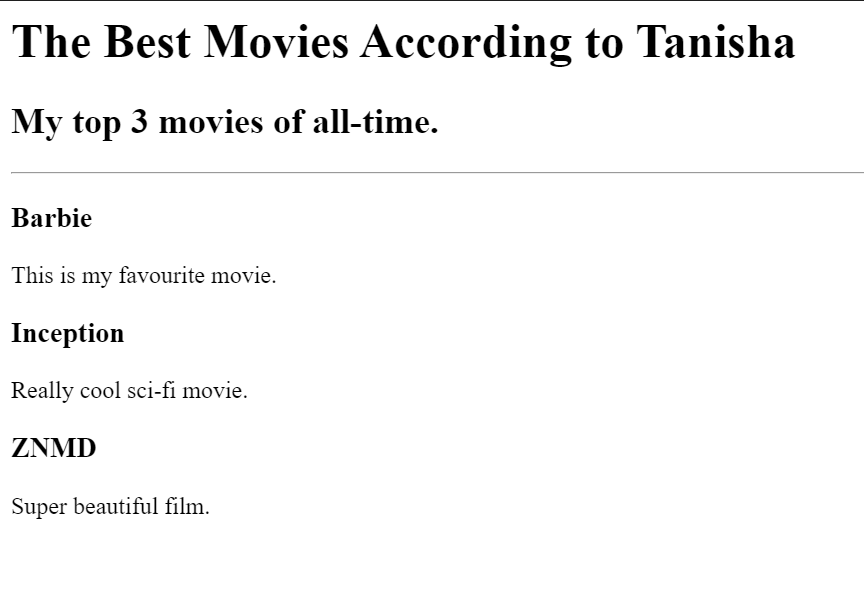 The Best Movies According to Tanisha
My top 3 movies of all-time.
Barbie
This is my favourite movie.
Inception
Really cool sci-fi movie.
ZNMD
Super beautiful film.